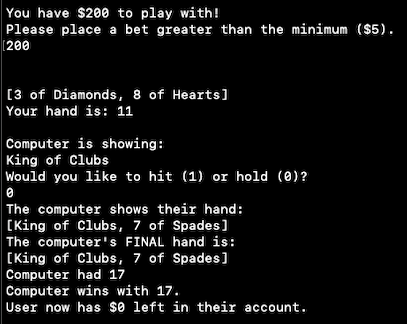 You have $200 to play with!
Please place a bet greater than the minimum ($5).
200
[3 of Diamonds, 8 of Hearts]
Your hand is: 11
Computer is showing:
King of Clubs
Would you like to hit (1) or hold (0)?
0
The computer shows their hand:
[King of Clubs, 7 of Spades]
The computer's FINAL hand is:
[King of Clubs, 7 of Spades]
Computer had 17
Computer wins with 17.
User now has $0 left in their account.